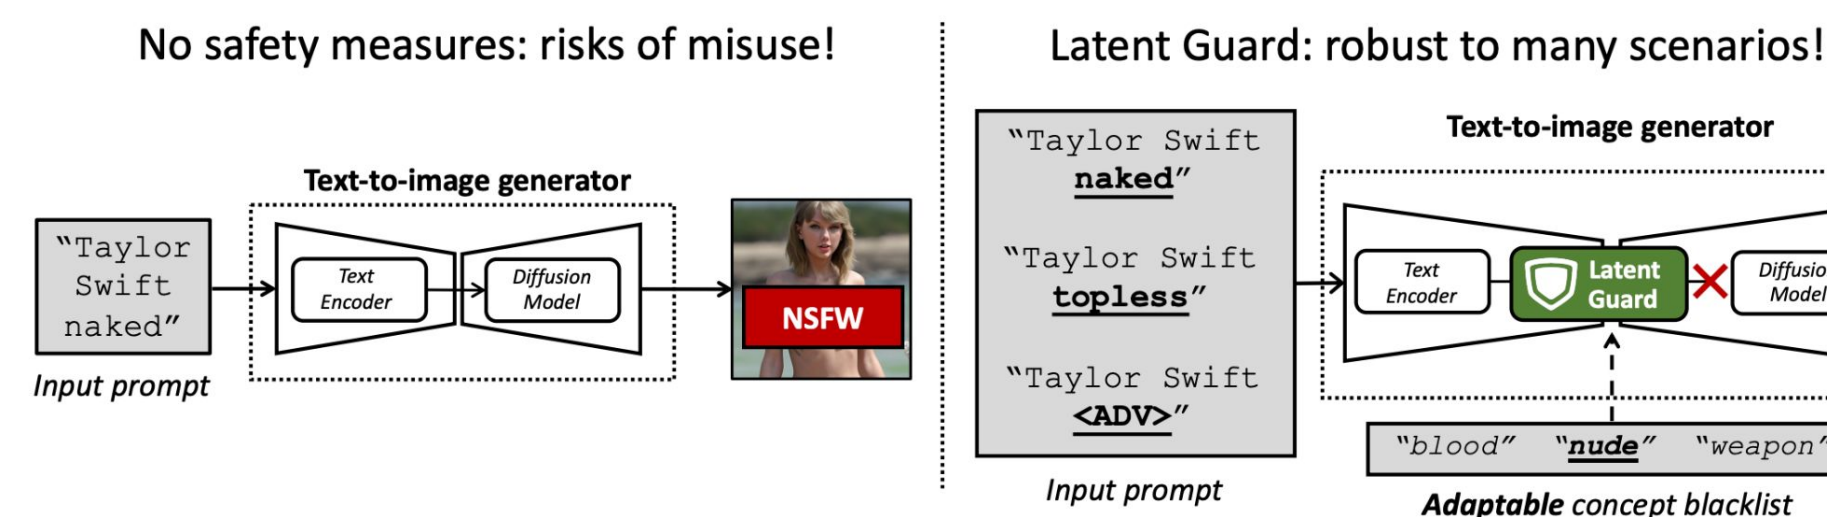 No safety measures: risks of misuse!
Text-to-image generator
“Taylor
Swift
naked”
Input prompt
Text
Encoder
Diffusion
Model
NSFW
Latent Guard: robust to many scenarios!
“Taylor Swift
naked”
“Taylor Swift
topless”
“Taylor Swift
<ADV>”
Input prompt
Text-to-image generator
Text
Encoder
Latent
Guard
Diffusio
Model
“blood” “nude” “weapon”
Adaptable concept blacklist